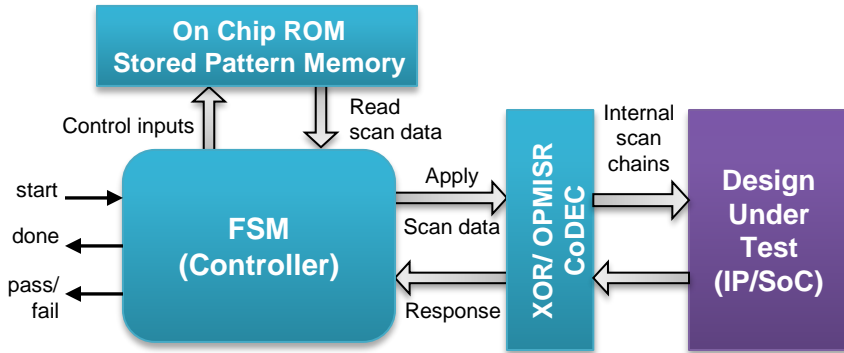 On Chip ROM
Stored Pattern Memory
Control inputs
Read
scan data
start
done
pass/
fail
FSM
(Controller)
Apply
Scan data
Response
XOR/ OPMISR
CoDEC
Internal
scan
chains
Design
Under
Test
(IP/SoC)